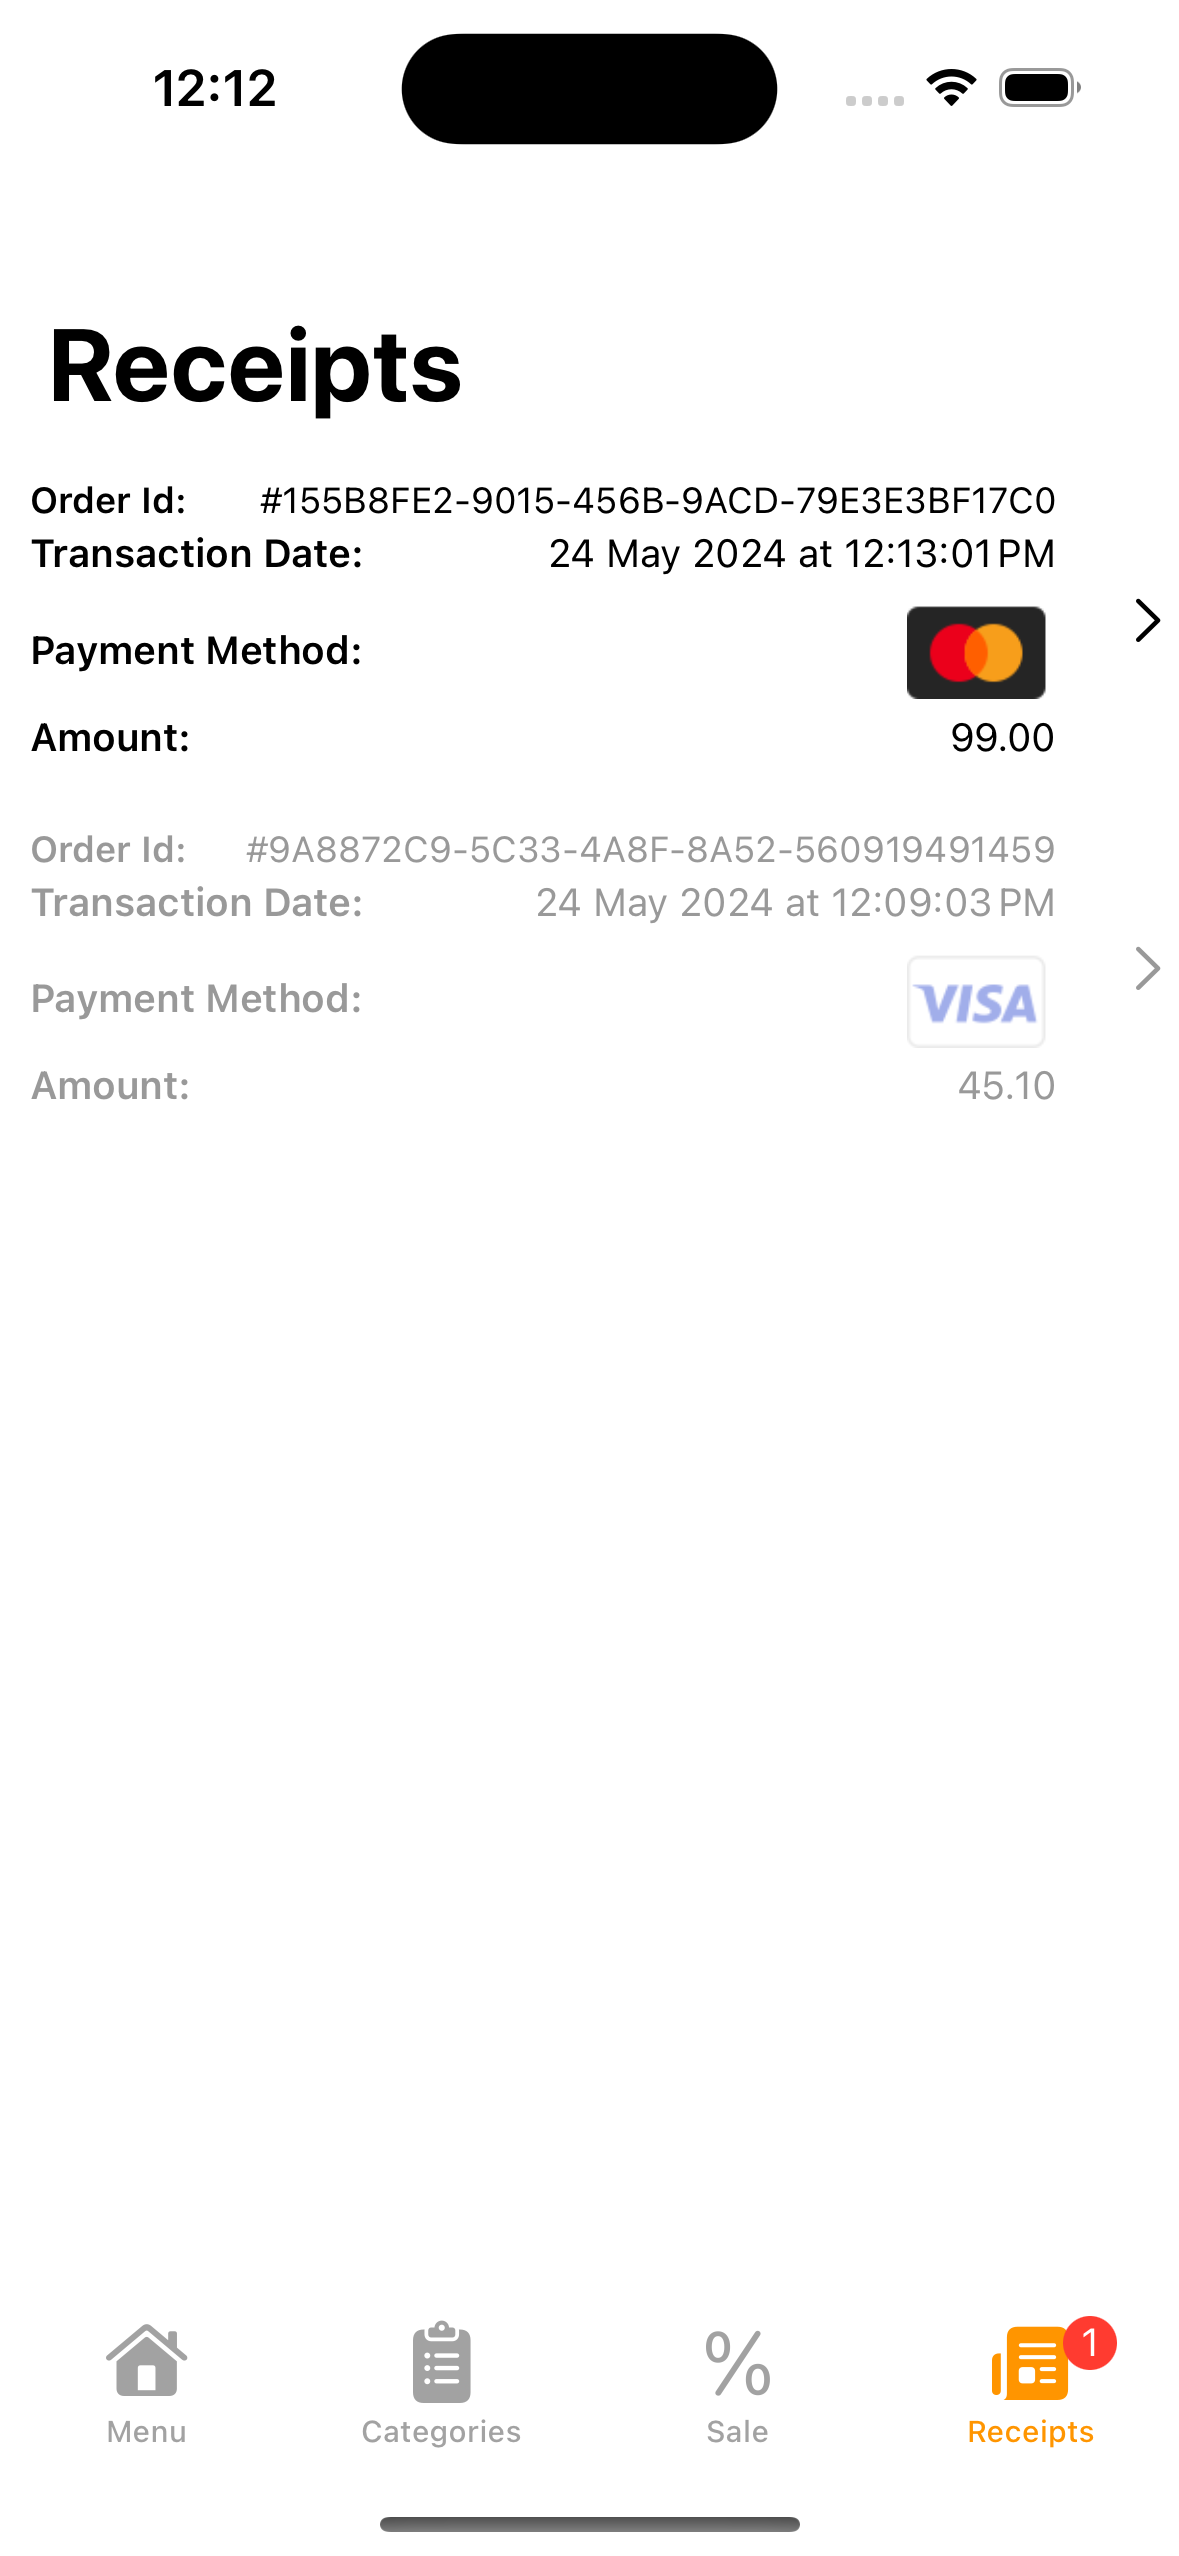 12:12
Receipts
Order Id: #155B8FE2-9015-456B-9ACD-79E3E3BF17C0
Transaction Date: 24 May 2024 at 12:13:01 PM
Payment Method:
Amount: 99.00
Order Id: #9A8872C9-5C33-4A8F-8A52-560919491459
Transaction Date: 24 May 2024 at 12:09:03 PM
Payment Method: VISA
Amount: 45.10
1
Menu Categories Sale Receipts